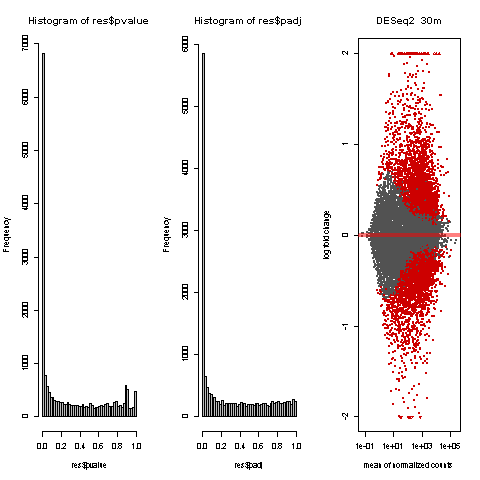 Histogram of res$pvalue
Frequency
0 1000 2000 3000 4000 5000 6000 7000
0.0 0.2 0.4 0.6 0.8 1.0
res$pvalue
Histogram of res$padj
Frequency
0 1000 2000 3000 4000 5000 6000
0.0 0.2 0.4 0.6 0.8 1.0
res$padj
DESeq2 30m
log fold change
-2 -1 0 1 2
1e-01 1e+01 1e+03 1e+05
mean of normalized counts